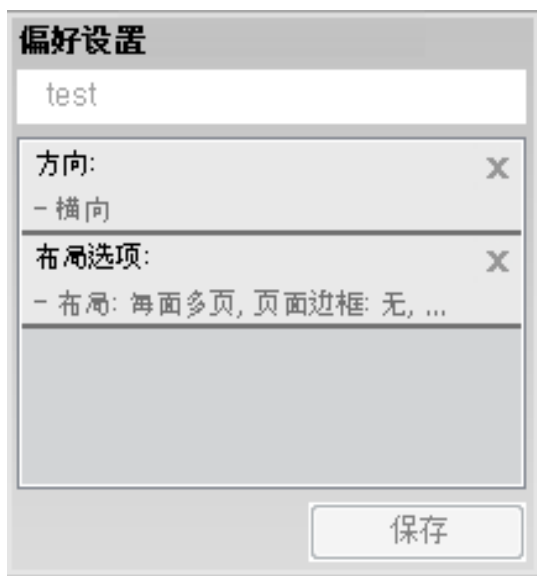 偏好设置
test
方向:
- 横向
布局选项:
- 布局: 每面多页, 页面边框: 无, ...
保存